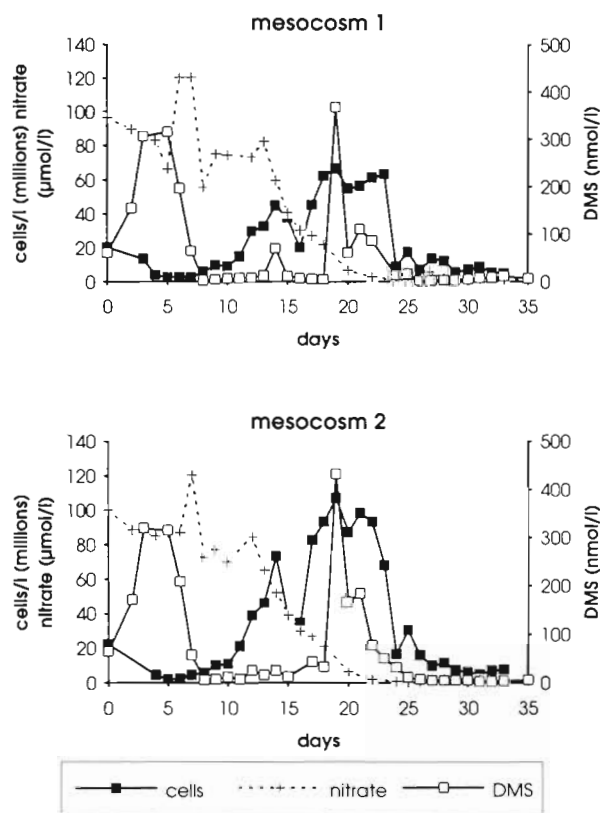 mesocosm 1
cells/l (millions) nitrate
(µmol/l)
140
120
100
80
60
40
20
0
500
400
300
200
100
0
DMS (nmol/l)
0 5 10 15 20 25 30 35
days
mesocosm 2
cells/l (millions)
nitrate (µmol/l)
140
120
100
80
60
40
20
0
500
400
300
200
100
0
DMS (nmol/l)
0 5 10 15 20 25 30 35
days
cells nitrate DMS